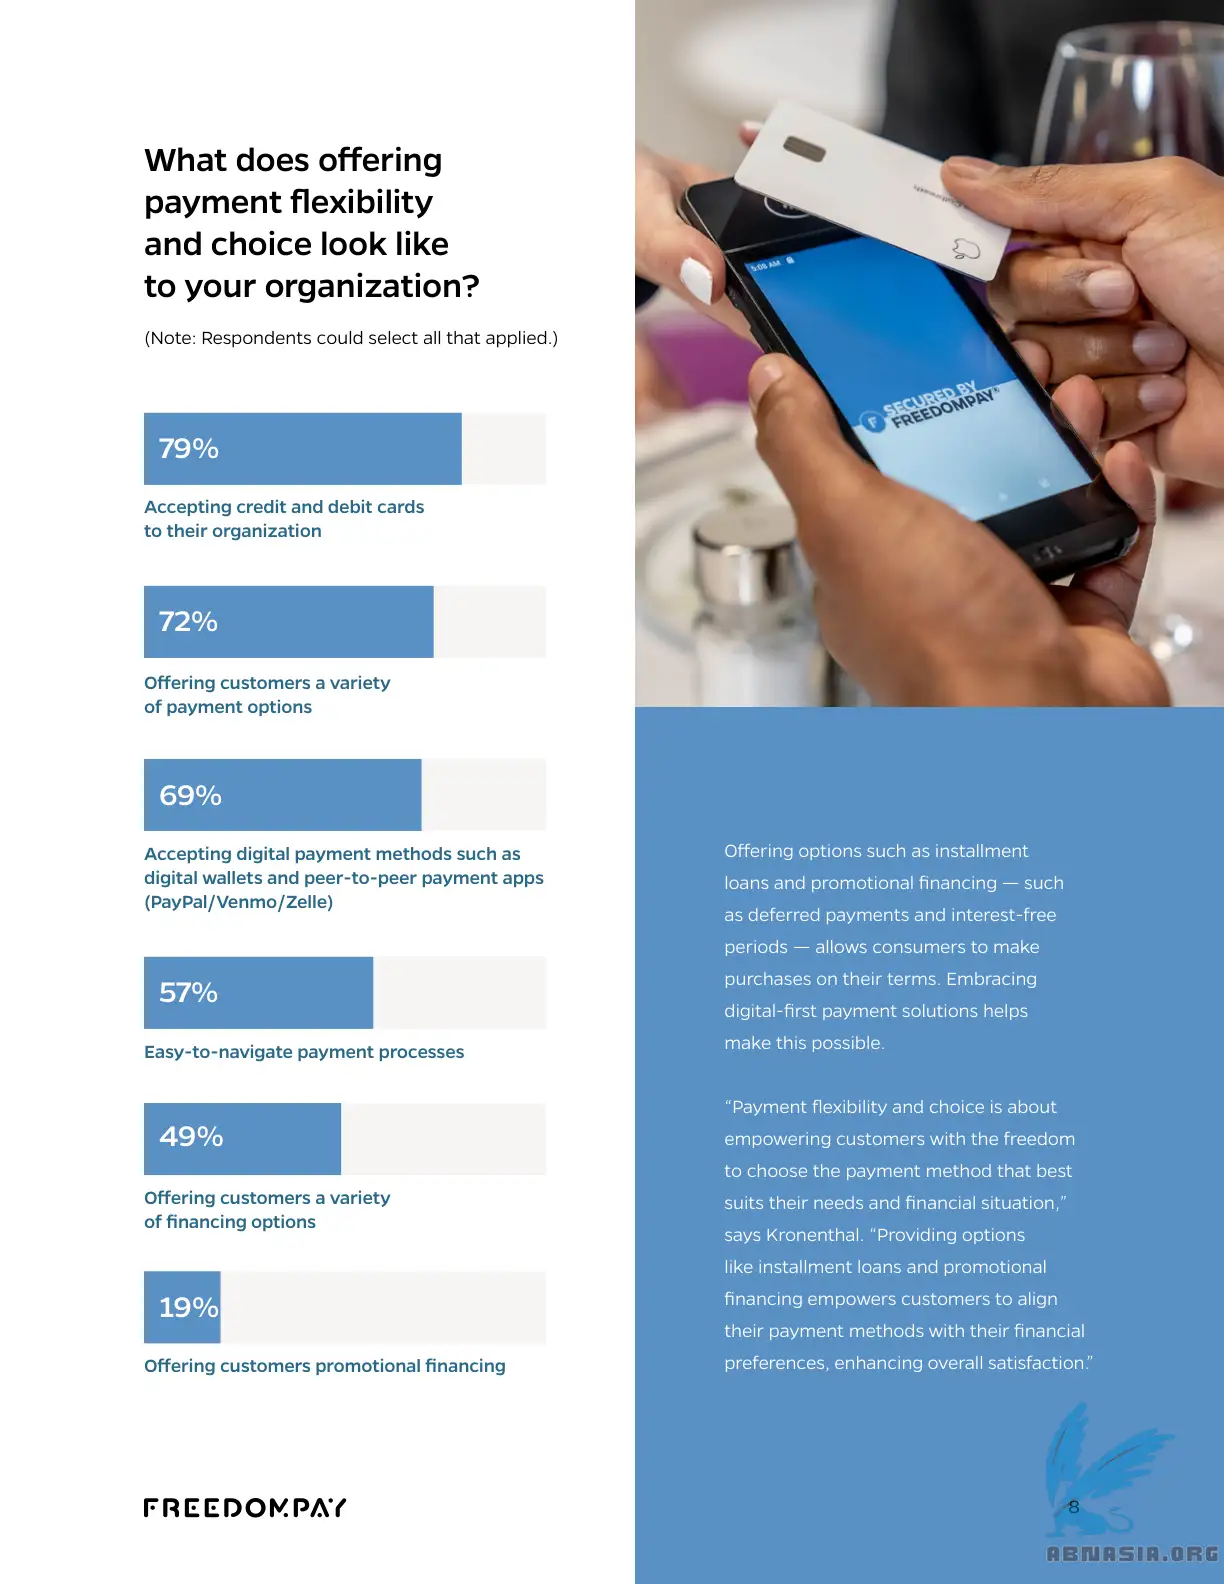 What does offering
payment flexibility
and choice look like
to your organization?
(Note: Respondents could select all that applied.)
79%
Accepting credit and debit cards
to their organization
72%
Offering customers a variety
of payment options
69%
Accepting digital payment methods such as
digital wallets and peer-to-peer payment apps
(PayPal/Venmo/Zelle)
57%
Easy-to-navigate payment processes
49%
Offering customers a variety
of financing options
19%
Offering customers promotional financing
FREEDOMPAY
5:08 AM
SECURED BY
FREEDOMPAY®
Offering options such as installment
loans and promotional financing — such
as deferred payments and interest-free
periods — allows consumers to make
purchases on their terms. Embracing
digital-first payment solutions helps
make this possible.
“Payment flexibility and choice is about
empowering customers with the freedom
to choose the payment method that best
suits their needs and financial situation,”
says Kronenthal. “Providing options
like installment loans and promotional
financing empowers customers to align
their payment methods with their financial
preferences, enhancing overall satisfaction.”
8
ABNASIA.ORG